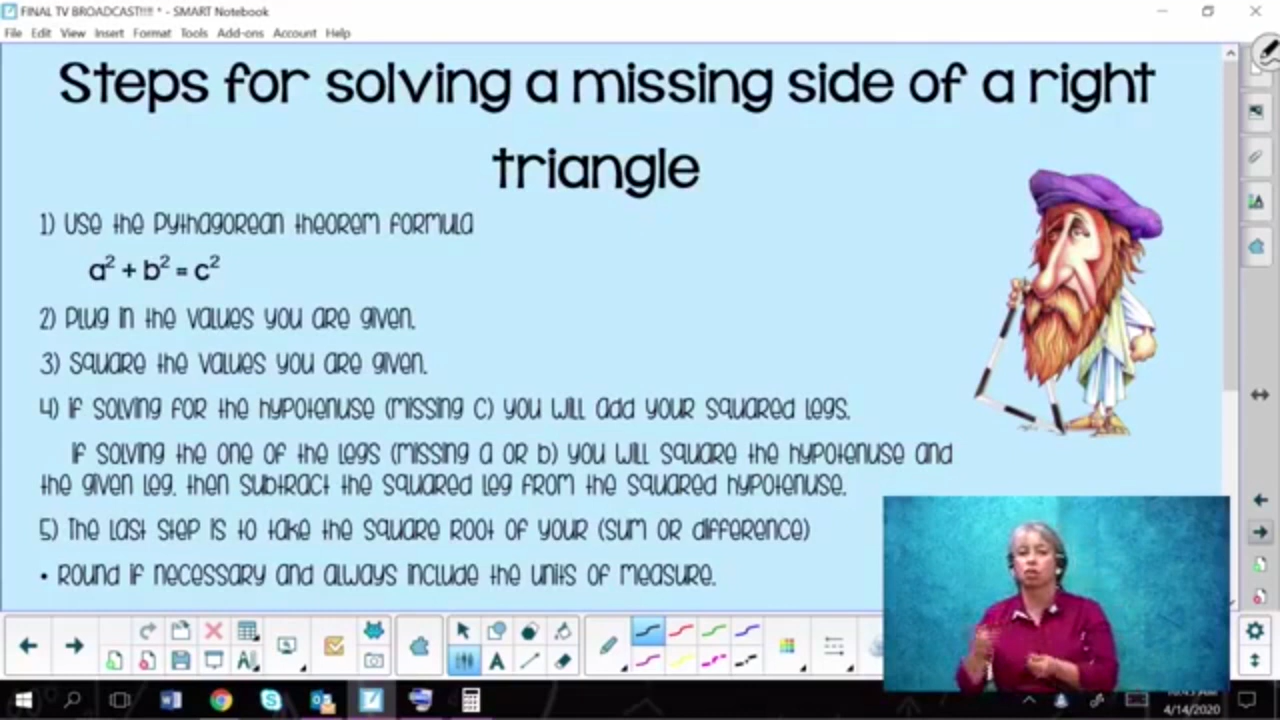 FINAL TV BROADCAST!!!! * - SMART Notebook
File Edit View Insert Format Tools Add-ons Account Help
Steps for solving a missing side of a right
triangle
1) Use the Pythagorean theorem formula
a² + b² = c²
2) Plug in the values you are given.
3) Square the values you are given.
4) If solving for the hypotenuse (missing c) you will add your squared legs.
If solving the one of the legs (missing a or b) you will square the hypotenuse and
the given leg, then subtract the squared leg from the squared hypotenuse.
5) The last step is to take the square root of your (sum or difference)
• Round if necessary and always include the units of measure.
4/14/2020